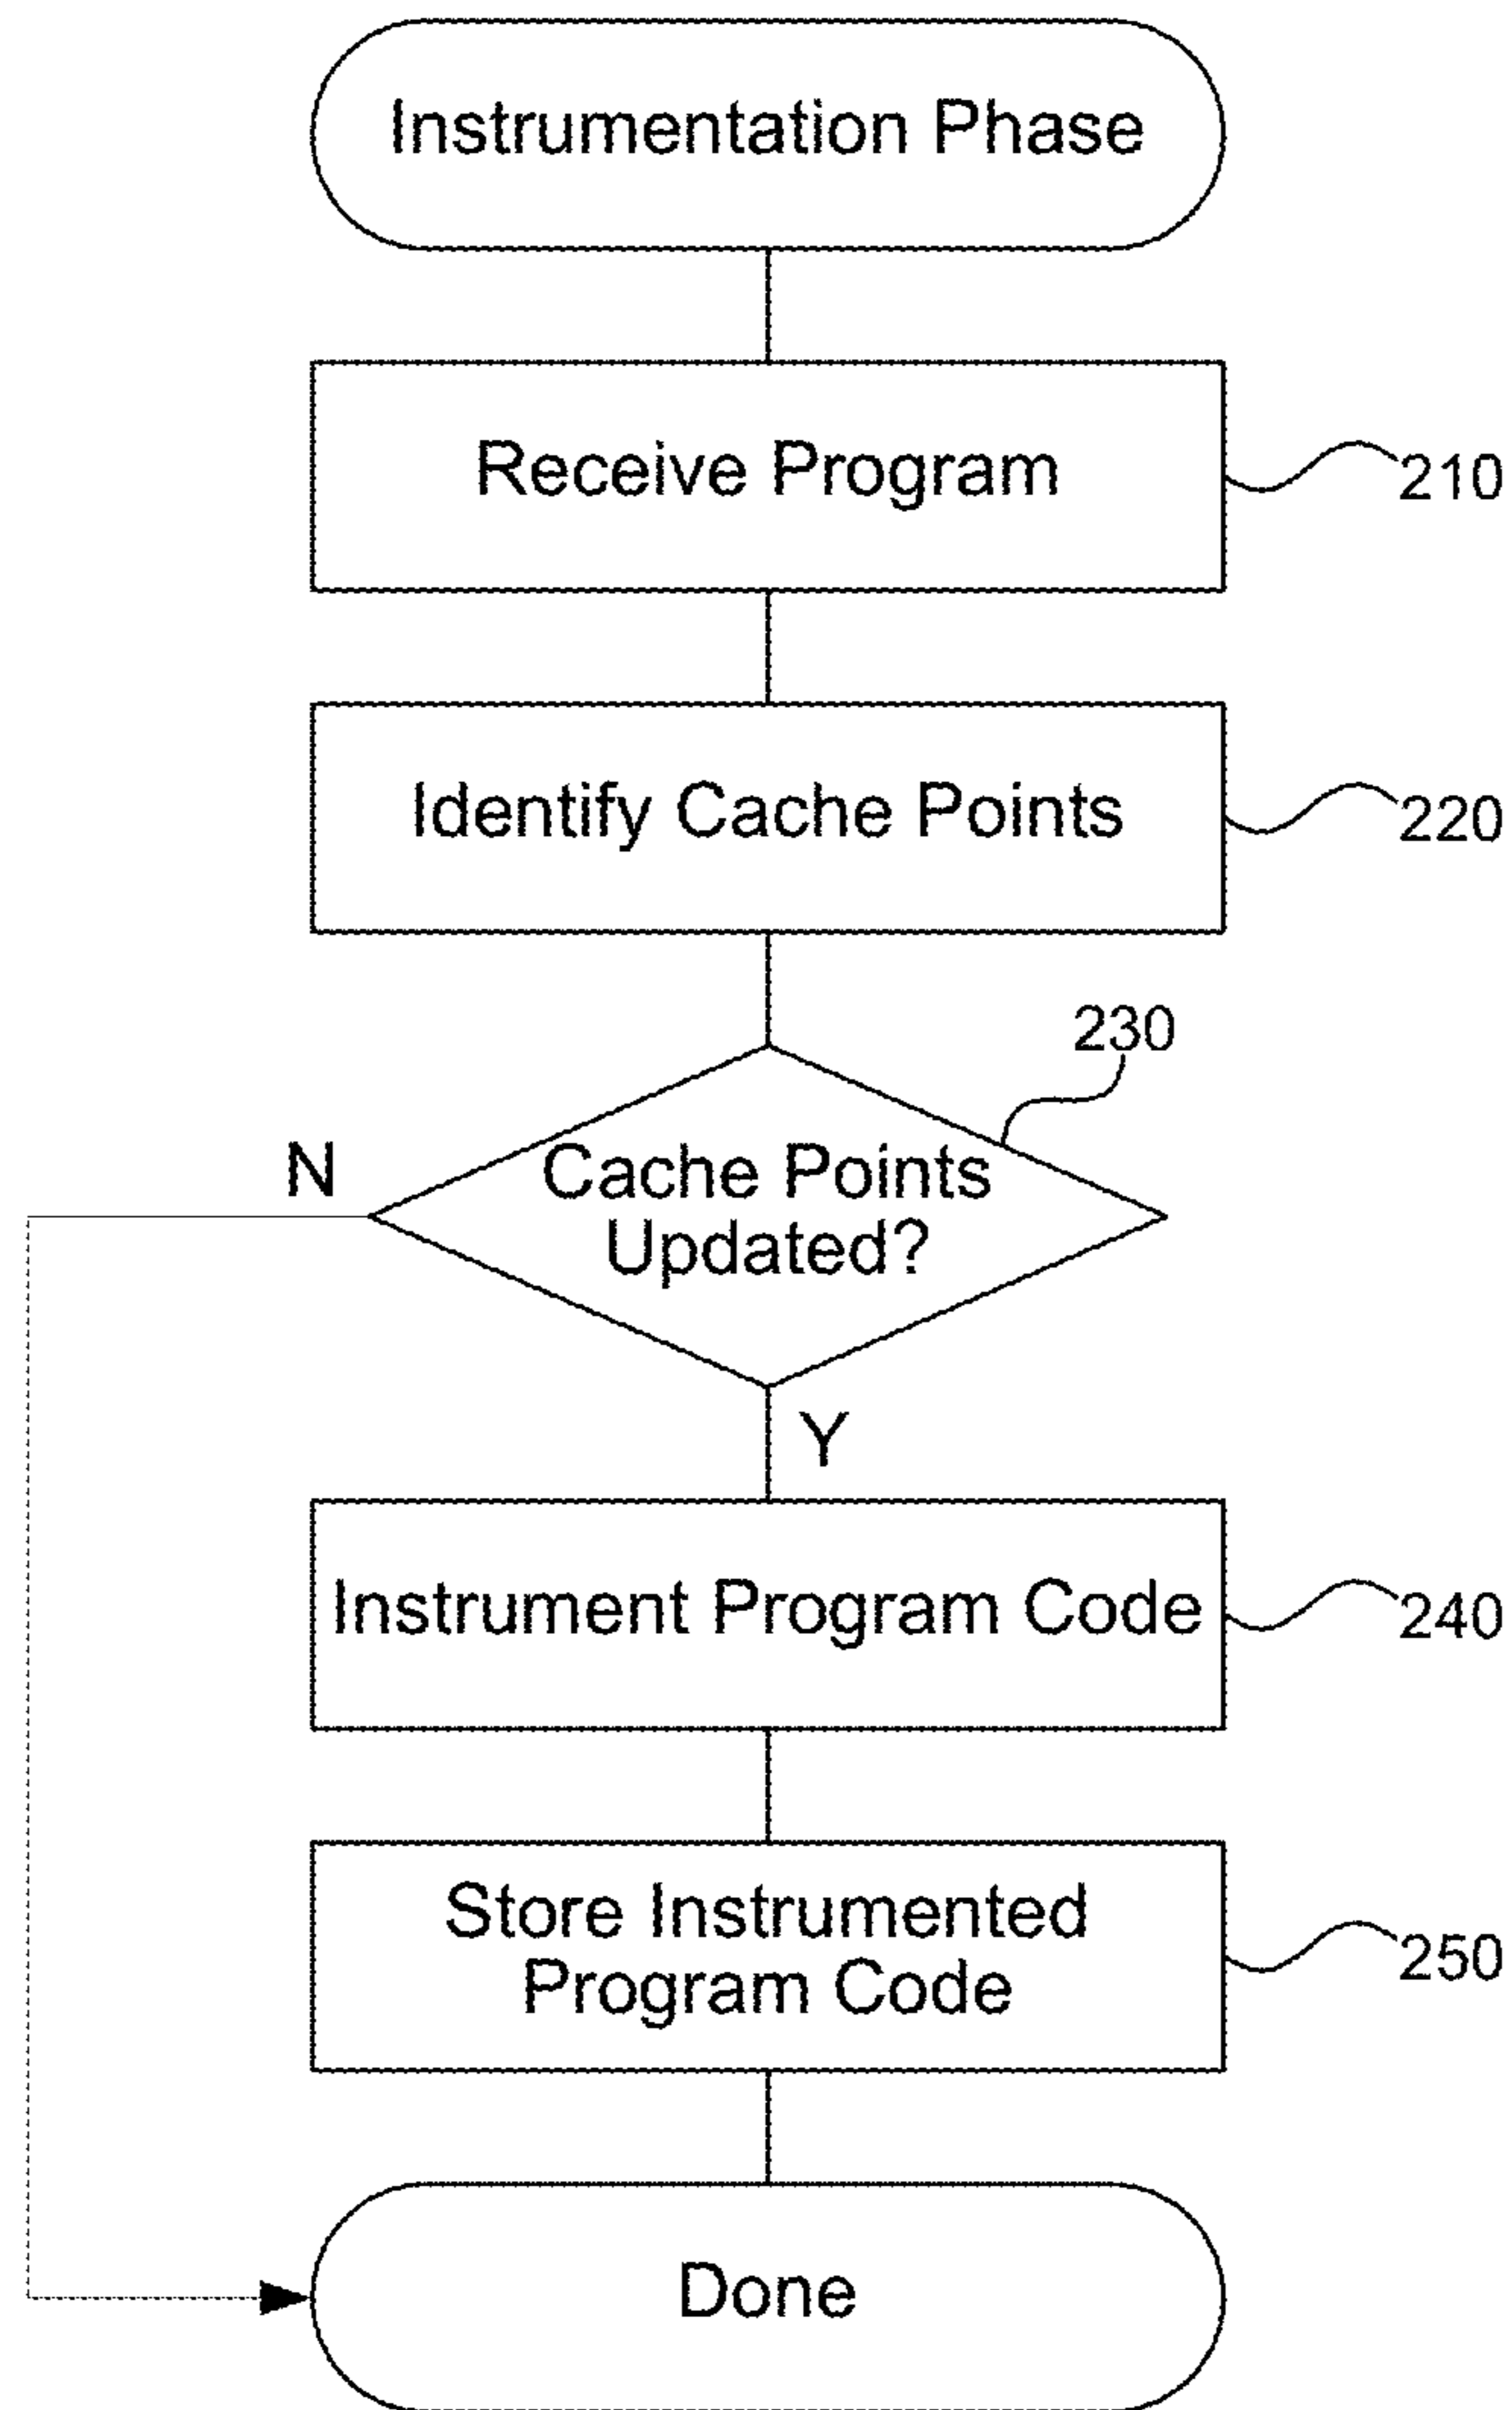 Instrumentation Phase
Receive Program
210
Identify Cache Points
220
230
Cache Points
Updated?
N
Y
Instrument Program Code
240
Store Instrumented
Program Code
250
Done